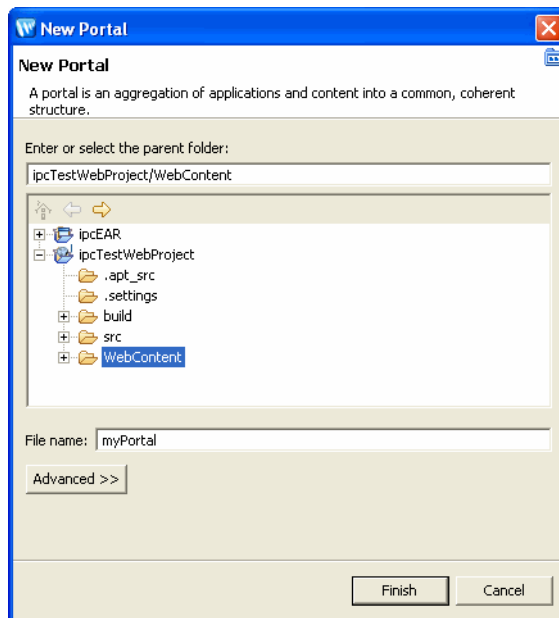 New Portal
New Portal
A portal is an aggregation of applications and content into a common, coherent
structure.
Enter or select the parent folder:
ipcTestWebProject/WebContent
ipcEAR
ipcTestWebProject
.apt_src
.settings
build
src
WebContent
File name: myPortal
Advanced >>
Finish Cancel